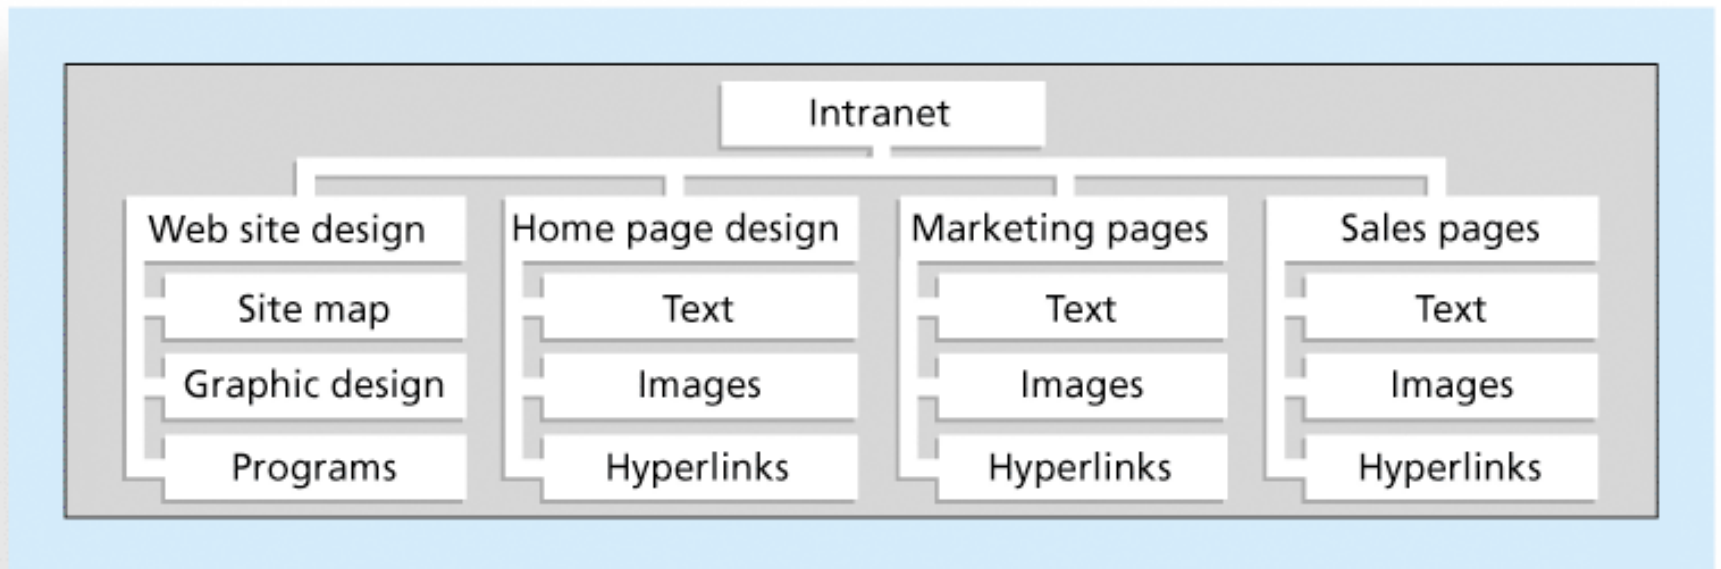 Intranet
Web site design
Site map
Graphic design
Programs
Home page design
Text
Images
Hyperlinks
Marketing pages
Text
Images
Hyperlinks
Sales pages
Text
Images
Hyperlinks